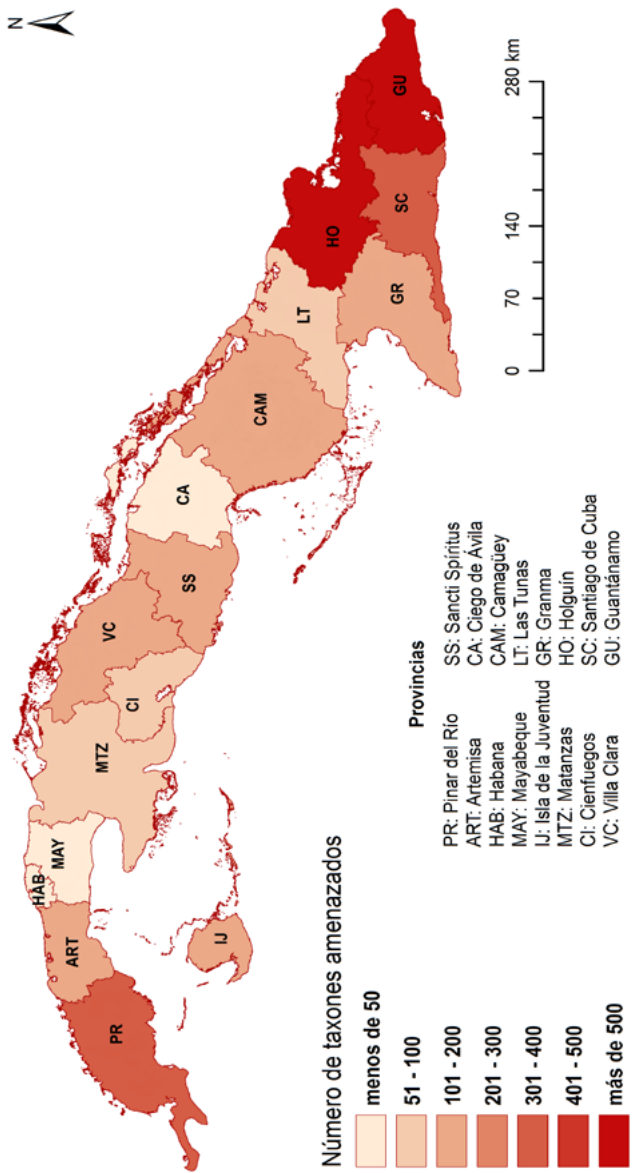 N
HAB
MAY
ART
PR
IJ
MTZ
CI
VC
SS
CA
CAM
LT
HO
GR
SC
GU
Número de taxones amenazados
menos de 50
51 - 100
101 - 200
201 - 300
301 - 400
401 - 500
más de 500
Provincias
PR: Pinar del Río
ART: Artemisa
HAB: Habana
MAY: Mayabeque
IJ: Isla de la Juventud
MTZ: Matanzas
CI: Cienfuegos
VC: Villa Clara
SS: Sancti Spíritus
CA: Ciego de Ávila
CAM: Camagüey
LT: Las Tunas
GR: Granma
HO: Holguín
SC: Santiago de Cuba
GU: Guantánamo
0 70 140 280 km